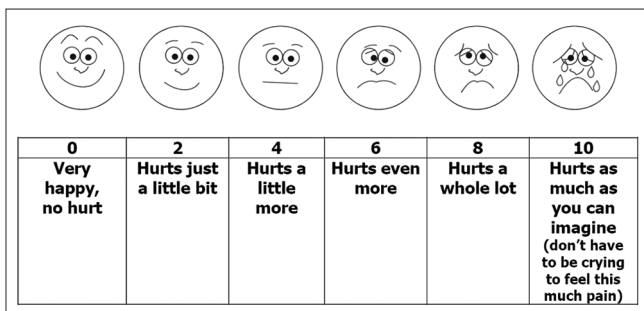 0
2
4
6
8
10
Very
happy,
no hurt
Hurts just
a little bit
Hurts a
little
more
Hurts even
more
Hurts a
whole lot
Hurts as
much as
you can
imagine
(don't have
to be crying
to feel this
much pain)